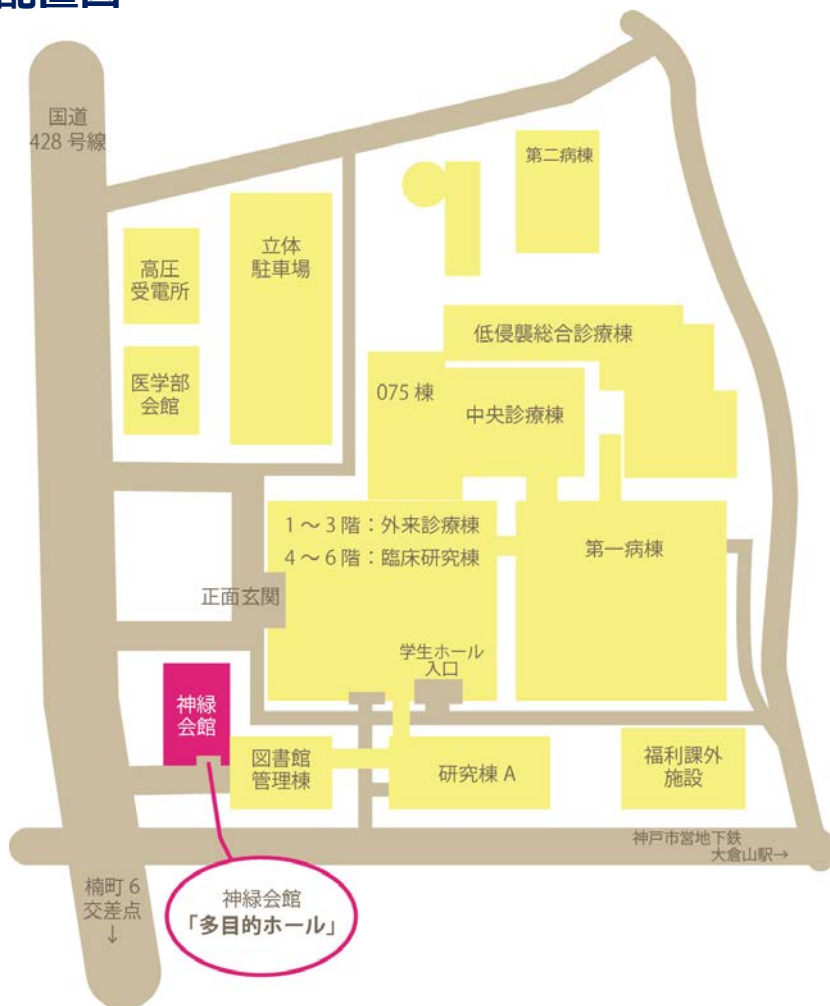 配置図
国道
428 号線
第二病棟
立体
駐車場
高圧
受電所
低侵襲総合診療棟
医学部
会館
075 棟
中央診療棟
1 ～ 3 階：外来診療棟
4 ～ 6 階：臨床研究棟
第一病棟
正面玄関
学生ホール
入口
神緑
会館
図書館
管理棟
研究棟 A
福利課外
施設
神戸市営地下鉄
大倉山駅→
楠町 6
交差点
↓
神緑会館
「多目的ホール」